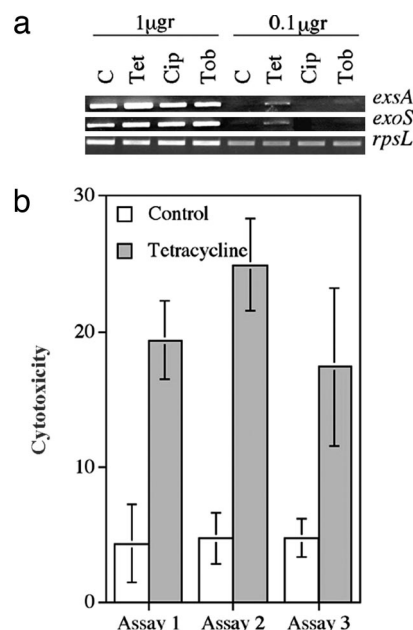 a
1µgr 0.1µgr
C Tet Cip Tob C Tet Cip Tob
exsA
exoS
rpsL
b
30
Control
Tetracycline
20
10
0
Cytotoxicity
Assay 1 Assay 2 Assay 3